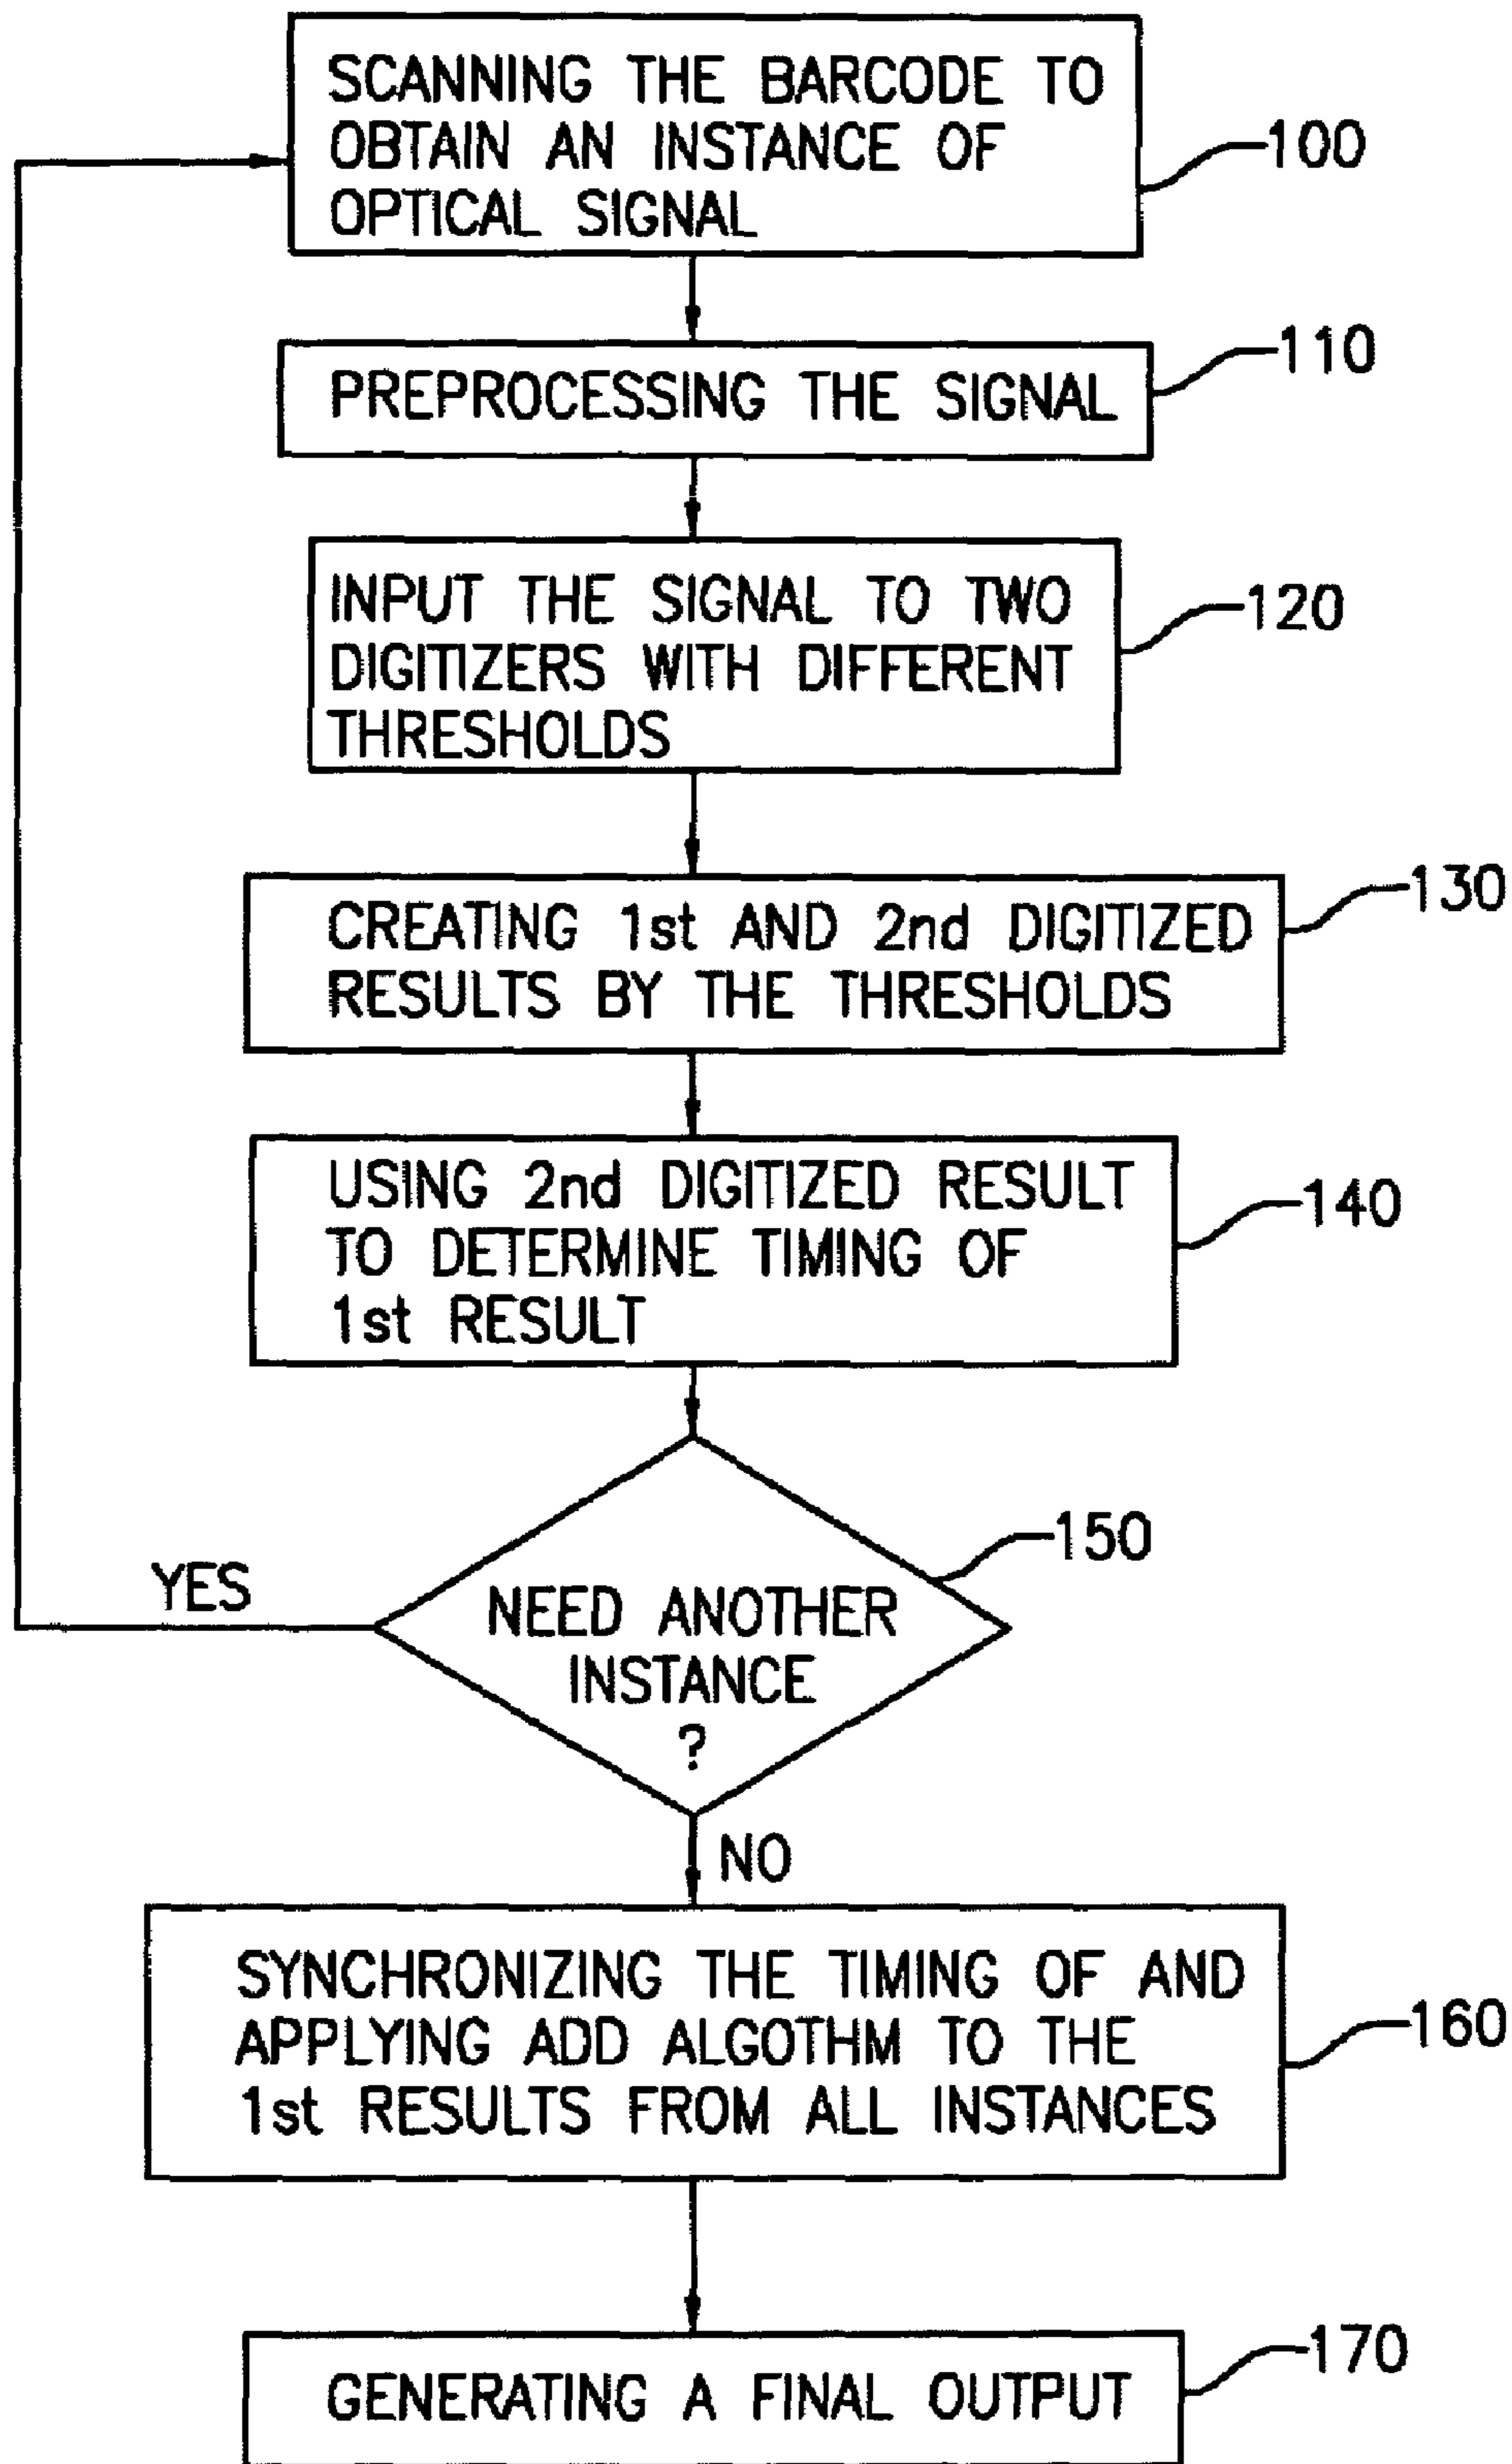 SCANNING THE BARCODE TO
OBTAIN AN INSTANCE OF
OPTICAL SIGNAL
100
PREPROCESSING THE SIGNAL
110
INPUT THE SIGNAL TO TWO
DIGITIZERS WITH DIFFERENT
THRESHOLDS
120
CREATING 1st AND 2nd DIGITIZED
RESULTS BY THE THRESHOLDS
130
USING 2nd DIGITIZED RESULT
TO DETERMINE TIMING OF
1st RESULT
140
NEED ANOTHER
INSTANCE
?
150
YES
NO
SYNCHRONIZING THE TIMING OF AND
APPLYING ADD ALGOTHM TO THE
1st RESULTS FROM ALL INSTANCES
160
GENERATING A FINAL OUTPUT
170